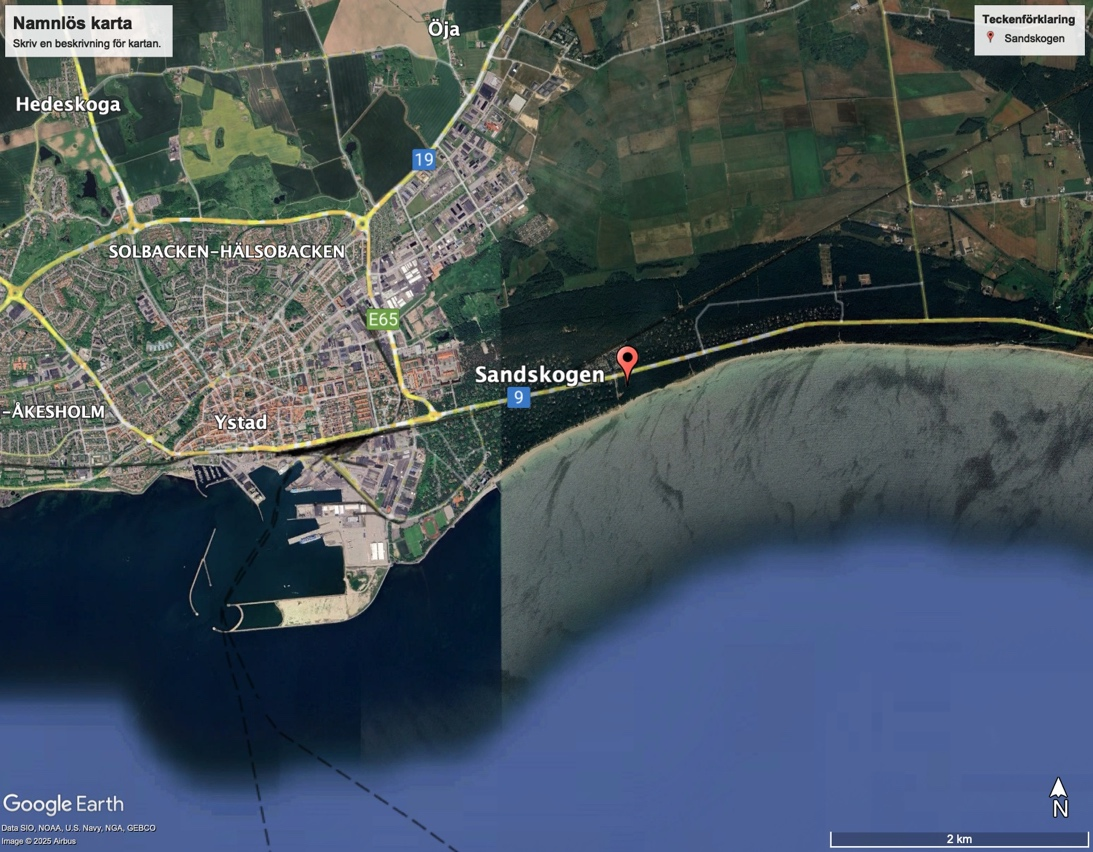 Namnlös karta
Skriv en beskrivning för kartan.
Teckenförklaring
Sandskogen
Öja
Hedeskoga
19
SOLBACKEN-HÄLSOBACKEN
E65
Sandskogen
9
-ÅKESHOLM
Ystad
Google Earth
Data SIO, NOAA, U.S. Navy, NGA, GEBCO
Image © 2025 Airbus
N
2 km